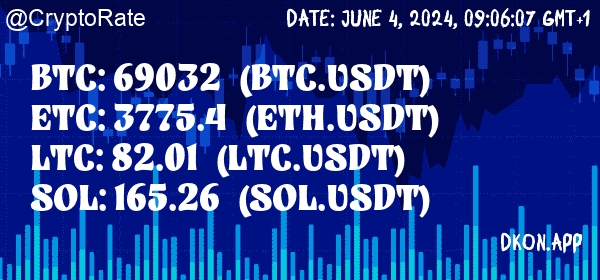 @CryptoRate
DATE: JUNE 4, 2024, 09:06:07 GMT+1
BTC: 69032 (BTC.USDT)
ETC: 3775.4 (ETH.USDT)
LTC: 82.01 (LTC.USDT)
SOL: 165.26 (SOL.USDT)
DKON.APP